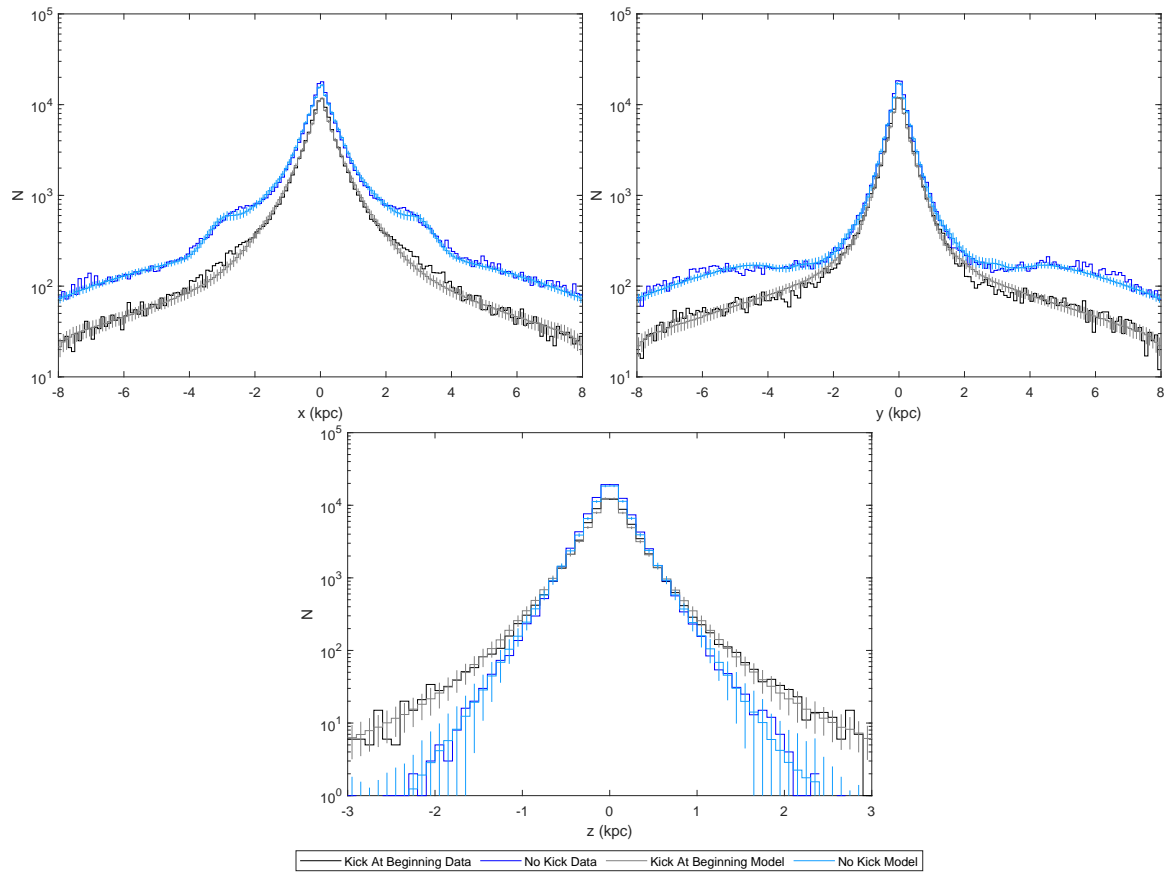 10^5
10^4
10^3
10^2
10^1
N
-8 -6 -4 -2 0 2 4 6 8
x (kpc)
10^5
10^4
10^3
10^2
10^1
N
-8 -6 -4 -2 0 2 4 6 8
y (kpc)
10^5
10^4
10^3
10^2
10^1
10^0
N
-3 -2 -1 0 1 2 3
z (kpc)
Kick At Beginning Data No Kick Data Kick At Beginning Model No Kick Model